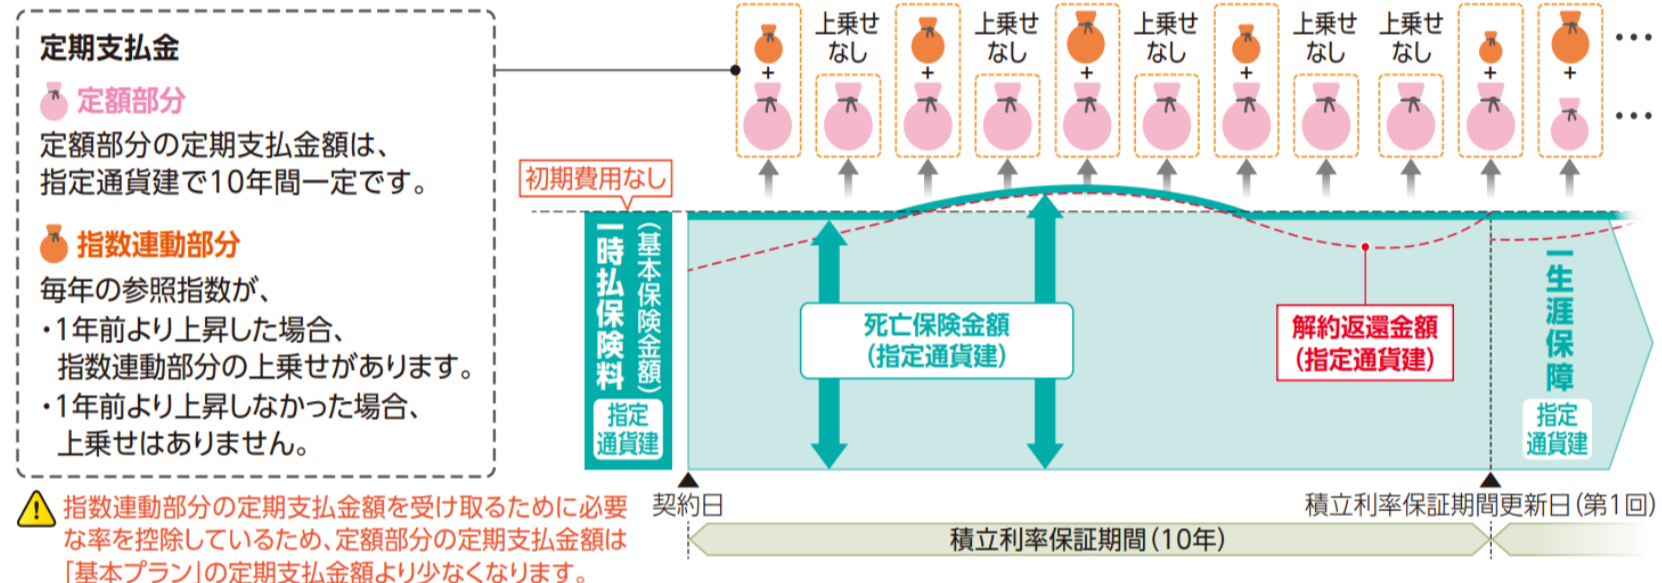 定期支払金
定額部分
定額部分の定期支払金額は、
指定通貨建で10年間一定です。
指数連動部分
毎年の参照指数が、
・1年前より上昇した場合、
指数連動部分の上乗せがあります。
・1年前より上昇しなかった場合、
上乗せはありません。
指数連動部分の定期支払金額を受け取るために必要
な率を控除しているため、定額部分の定期支払金額は
「基本プラン」の定期支払金額より少なくなります。
+
上乗せ
なし
+
上乗せ
なし
+
上乗せ
なし
+
上乗せ
なし
上乗せ
なし
+
+
…
…
初期費用なし
一時払保険料
(基本保険金額)
指定
通貨建
死亡保険金額
(指定通貨建)
解約返還金額
(指定通貨建)
一生涯保障
指定
通貨建
契約日
積立利率保証期間更新日(第1回)
積立利率保証期間(10年)